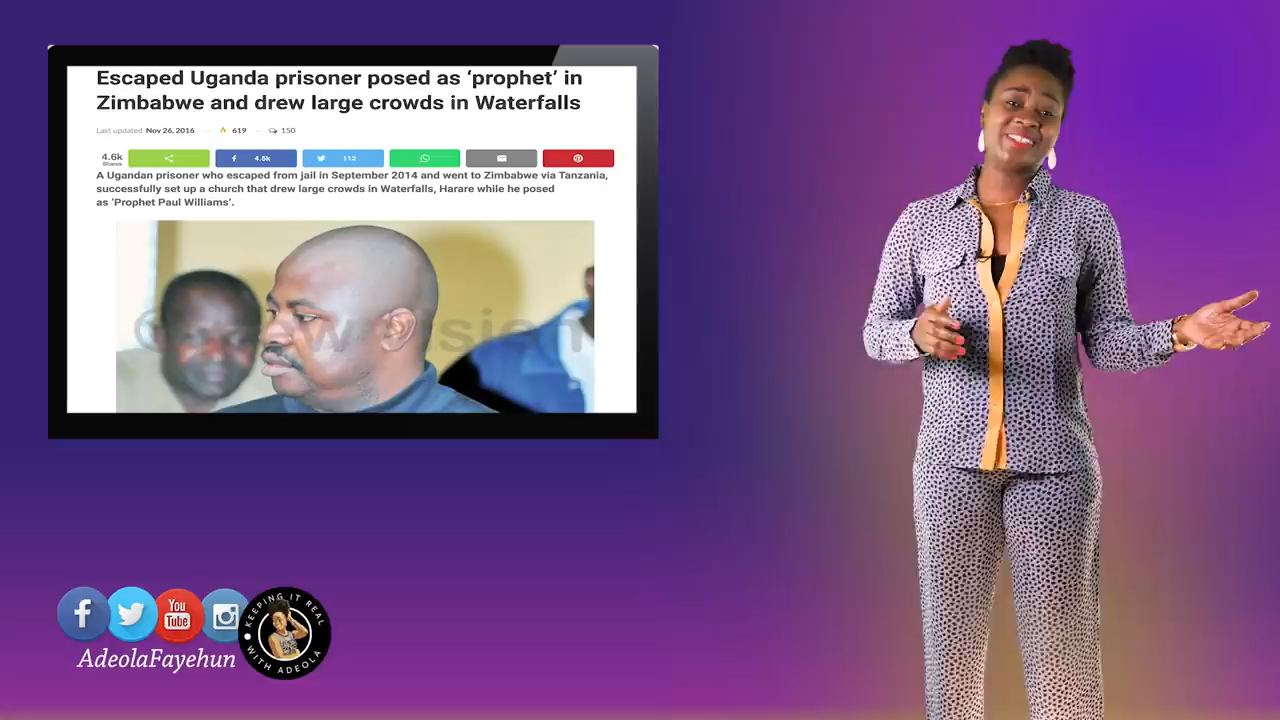 Escaped Uganda prisoner posed as ‘prophet’ in
Zimbabwe and drew large crowds in Waterfalls
Last updated Nov 26, 2016 619 150
4.6k
Shares
4.5k
112
A Ugandan prisoner who escaped from jail in September 2014 and went to Zimbabwe via Tanzania,
successfully set up a church that drew large crowds in Waterfalls, Harare while he posed
as ‘Prophet Paul Williams’.
You
Tube
KEEPING IT REAL
WITH ADEOLA
AdeolaFayehun